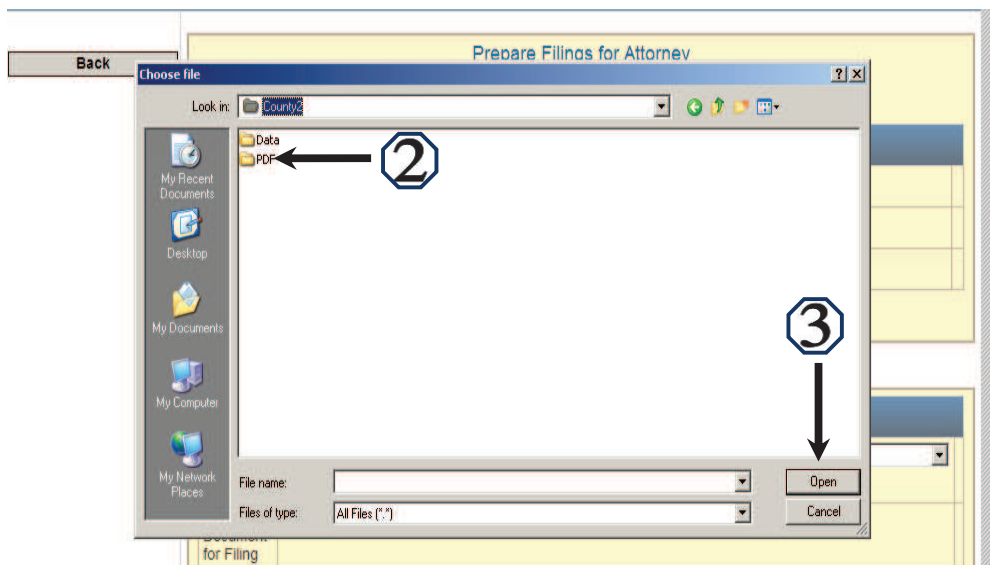 Prepare Filings for Attorney
Back
Choose file
Look in:
County2
Data
PDF
2
My Recent
Documents
Desktop
My Documents
3
My Computer
My Network
Places
File name:
Open
Files of type:
All Files (*.*)
Cancel
Document
for Filing